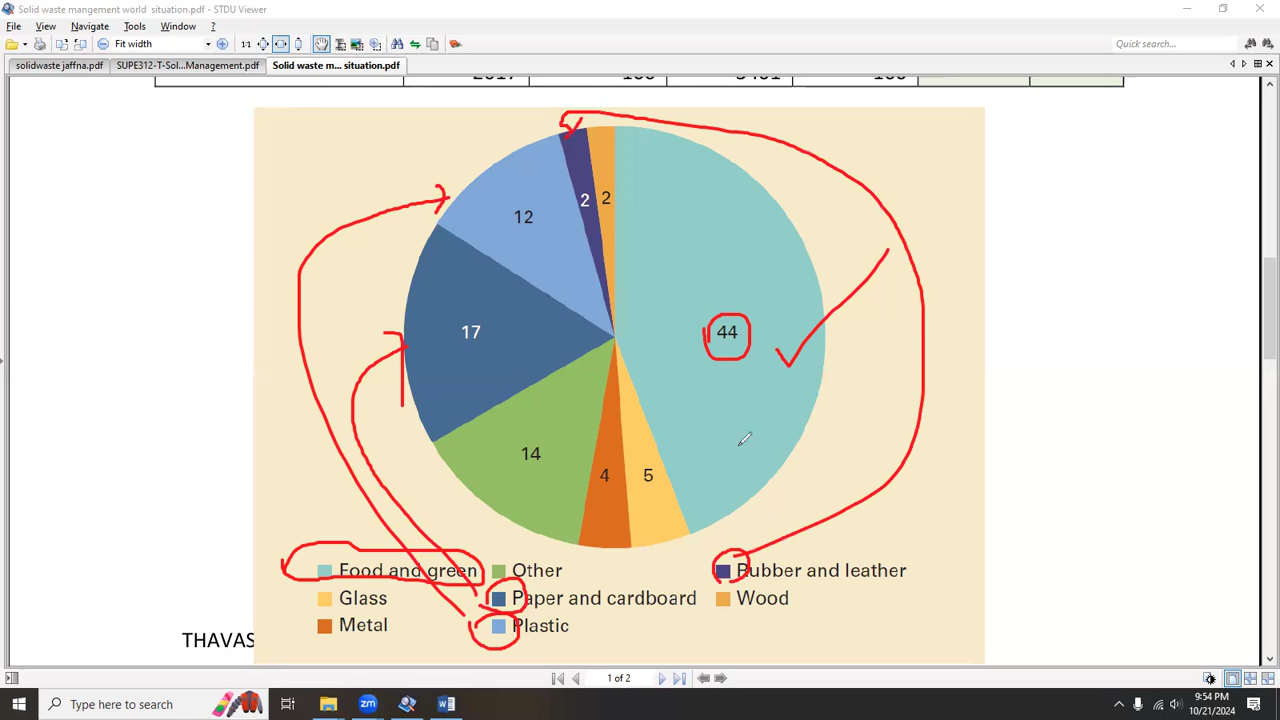 Solid waste mangement world situation.pdf - STDU Viewer
File View Navigate Tools Window ?
Fit width 1:1 Quick search...
solidwaste jaffna.pdf SUPE312-T-Sol...Management.pdf Solid waste m... situation.pdf
2 2
12
44
17
14
4 5
Food and green Other Rubber and leather
Glass Paper and cardboard Wood
Metal Plastic
THAVAS
1 of 2
Type here to search zm W
9:54 PM
10/21/2024